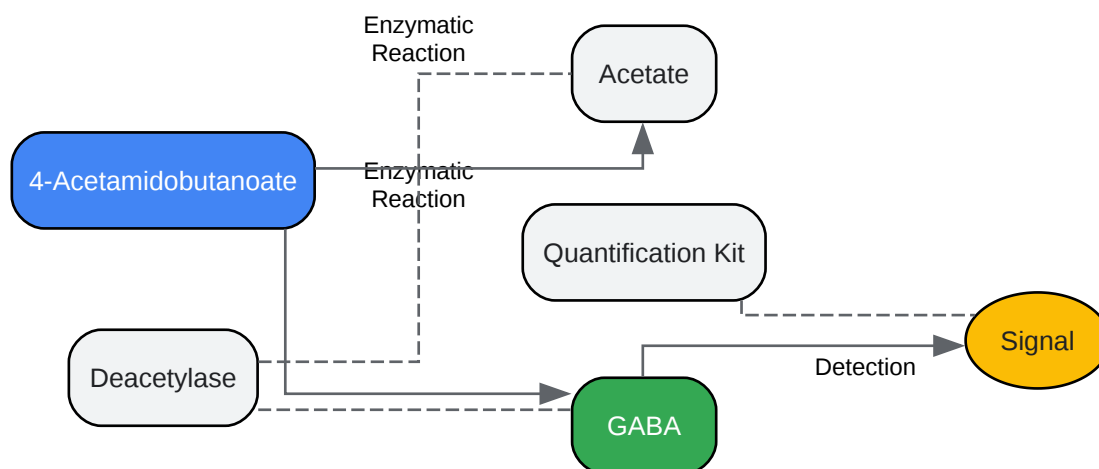 Enzymatic
Reaction
Acetate
4-Acetamidobutanoate
Enzymatic
Reaction
Quantification Kit
Signal
Detection
Deacetylase
GABA